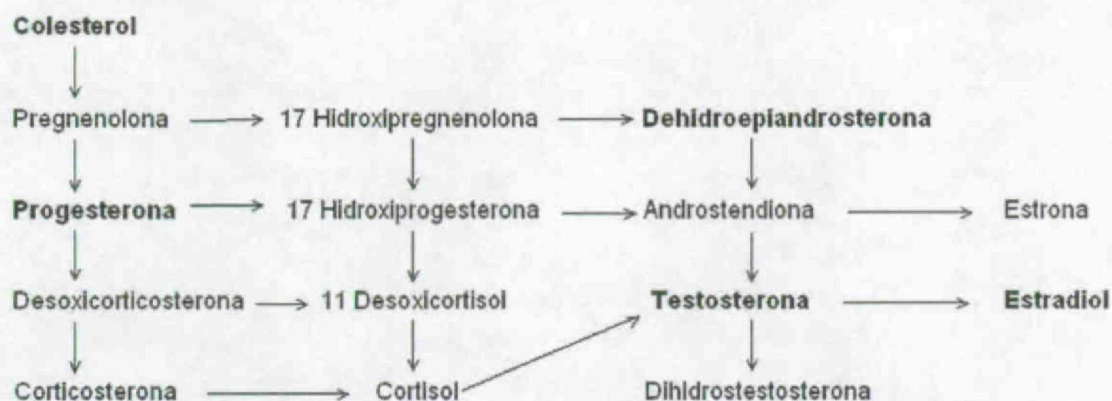 Colesterol
Pregnenolona 17 Hidroxipregnenolona Dehidroepiandrosterona
Progesterona 17 Hidroxiprogesterona Androstendiona Estrona
Desoxicorticosterona 11 Desoxicortisol Testosterona Estradiol
Corticosterona Cortisol Dihidrostestosterona